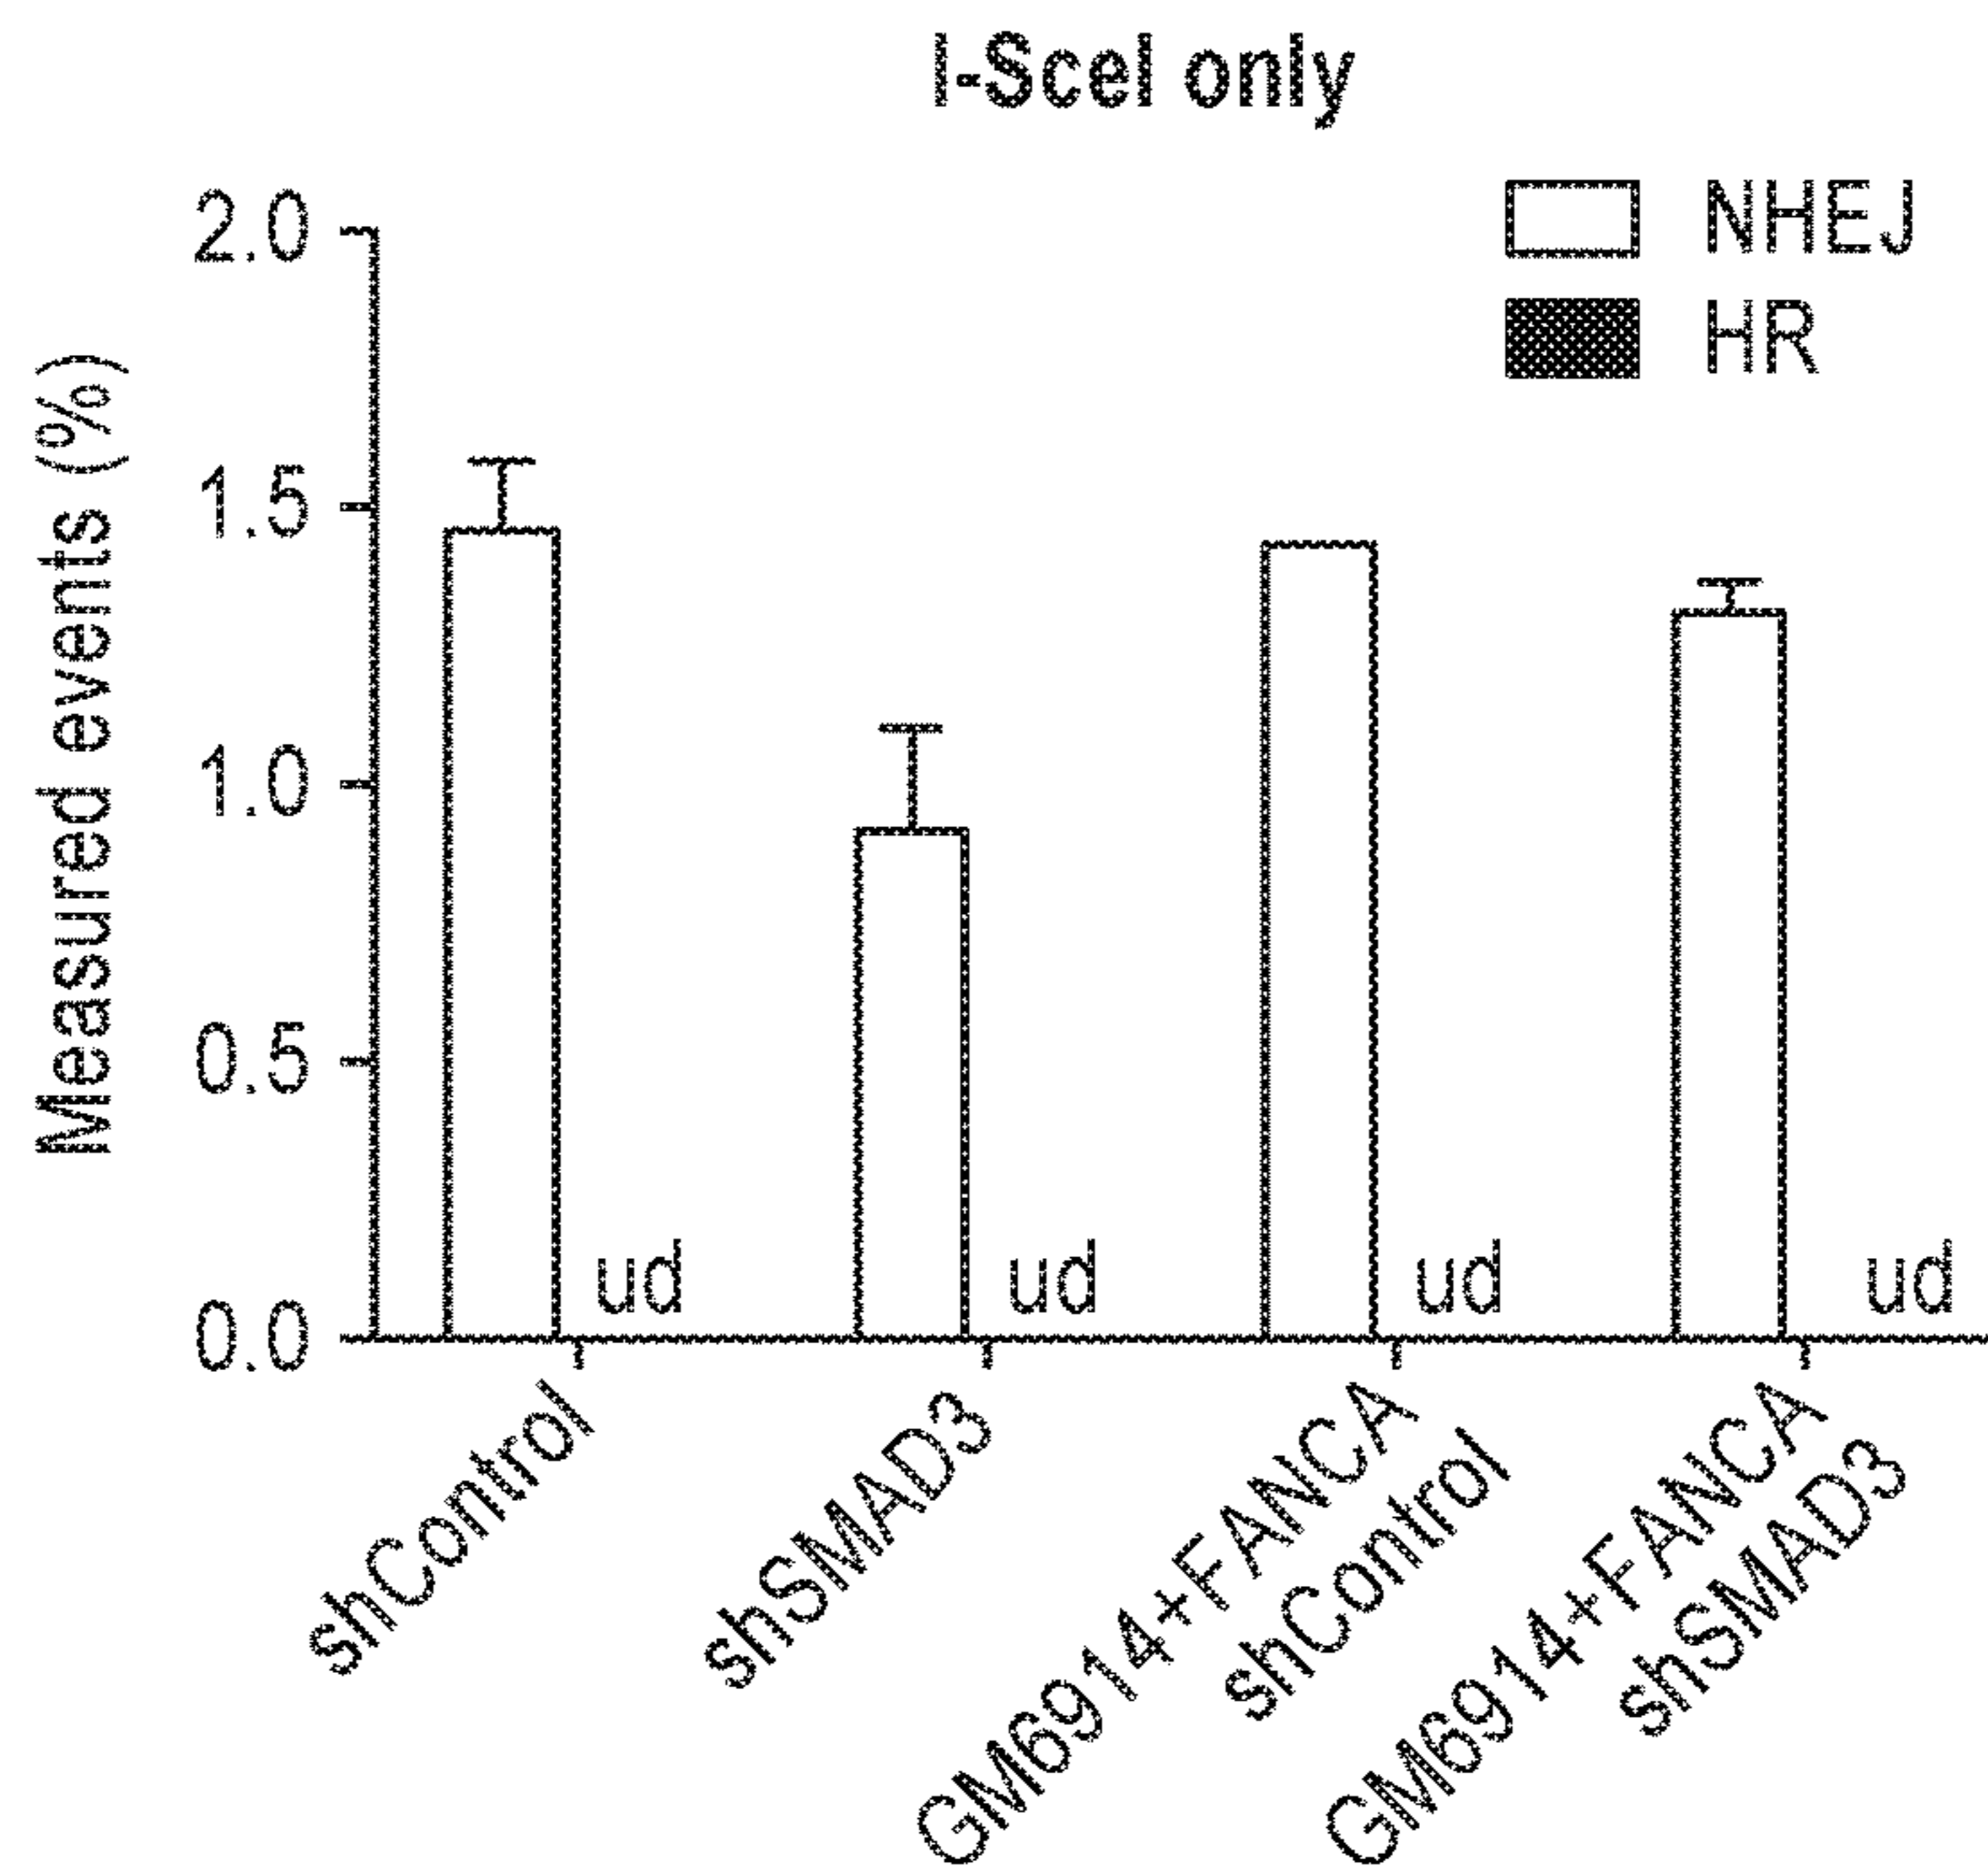 I-SceI only
NHEJ
HR
Measured events (%)
2.0
1.5
1.0
0.5
0.0
ud
ud
ud
ud
shControl
shSMAD3
GM6914+FANCA
shControl
GM6914+FANCA
shSMAD3